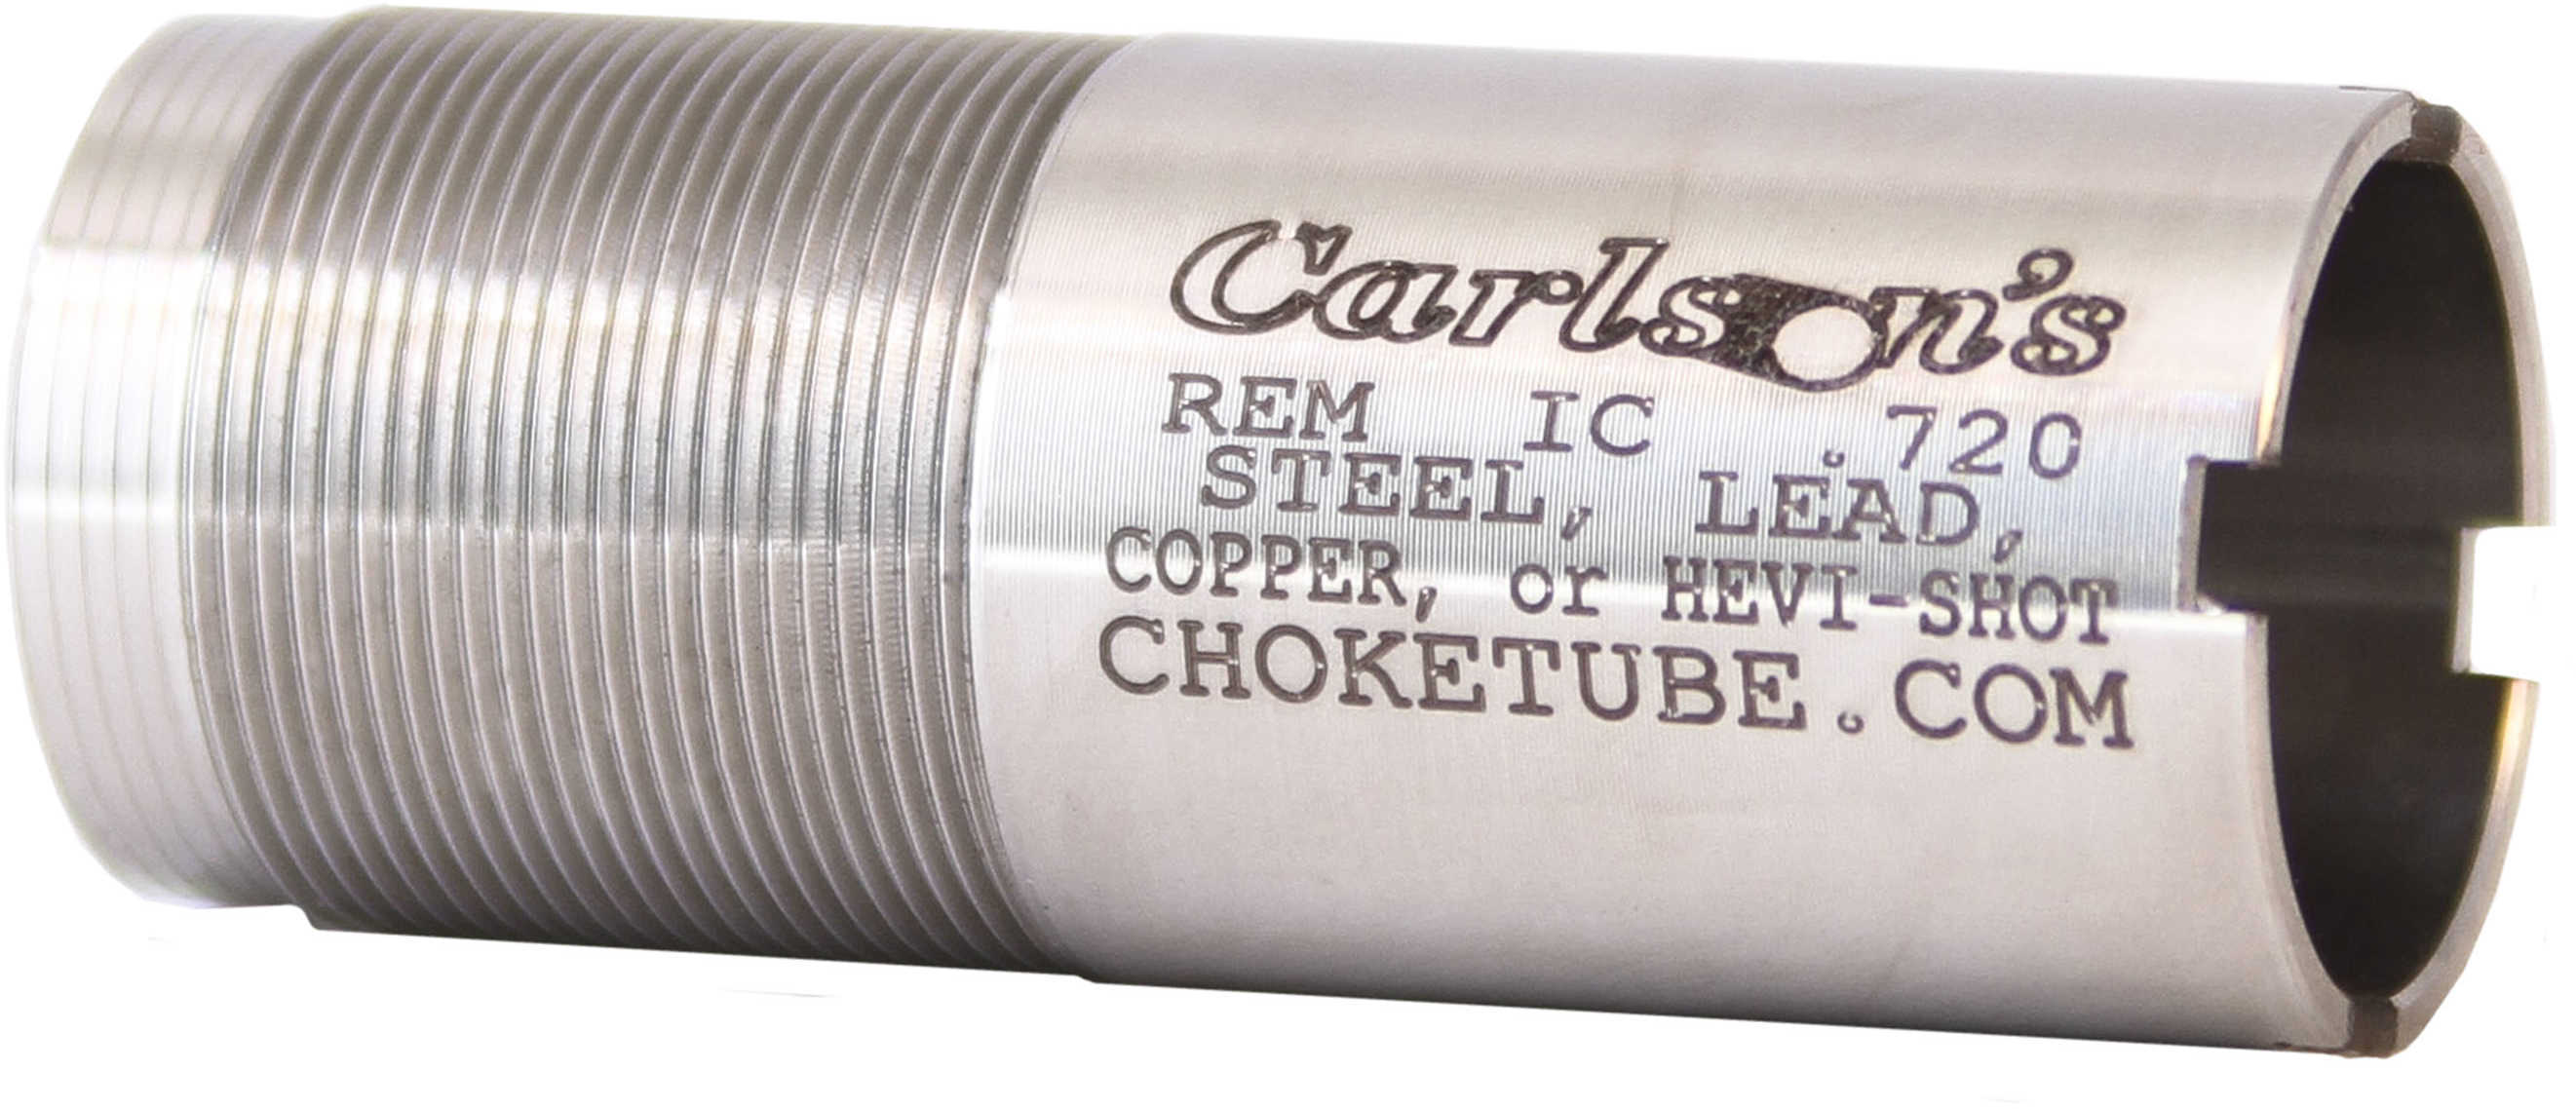 Carlson's
REM IC .720
STEEL, LEAD,
COPPER, or HEVI-SHOT
CHOKETUBE.COM